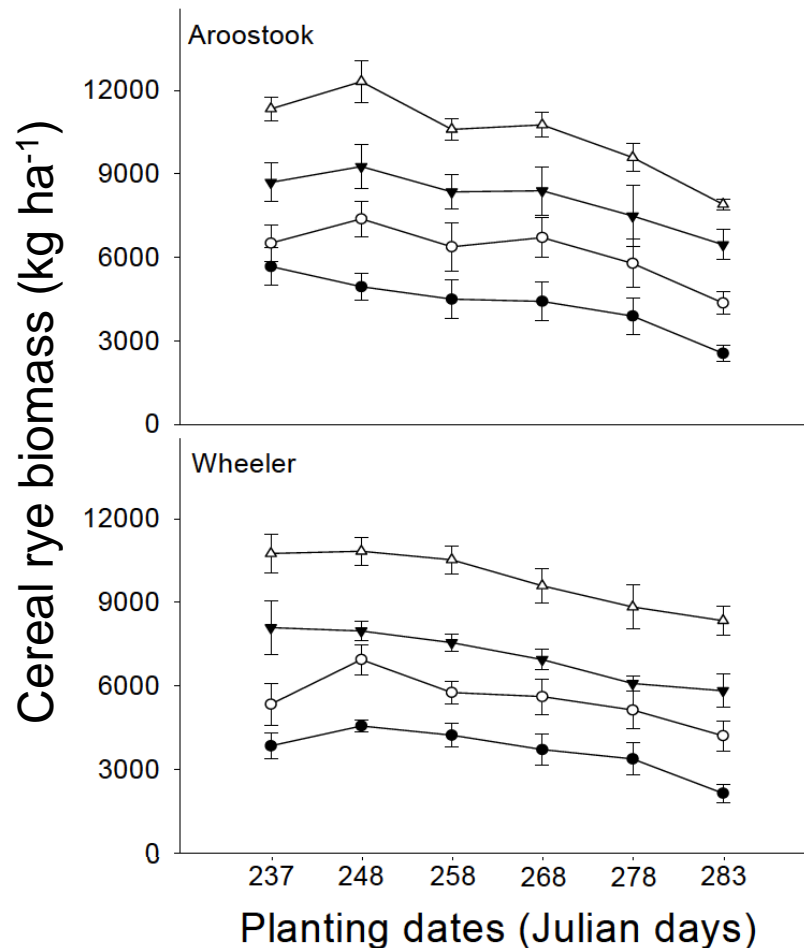 Aroostook
12000
9000
6000
3000
0
Wheeler
12000
9000
6000
3000
0
Cereal rye biomass (kg ha⁻¹)
237 248 258 268 278 283
Planting dates (Julian days)